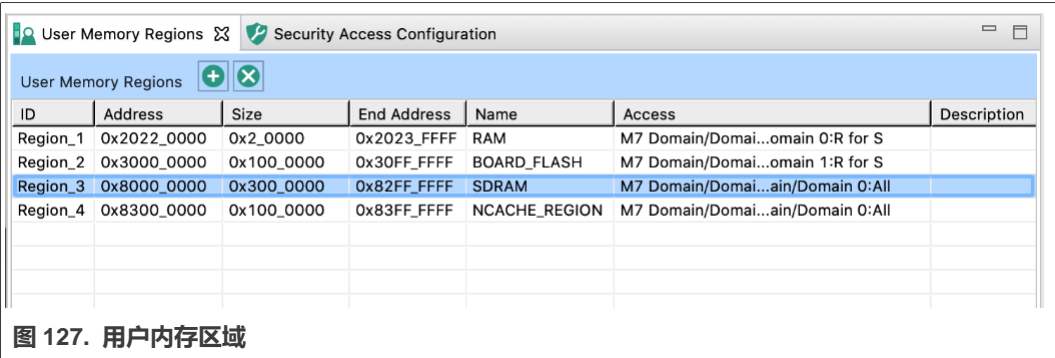 User Memory Regions Security Access Configuration
User Memory Regions
ID Address Size End Address Name Access Description
Region_1 0x2022_0000 0x2_0000 0x2023_FFFF RAM M7 Domain/Domai...omain 0:R for S
Region_2 0x3000_0000 0x100_0000 0x30FF_FFFF BOARD_FLASH M7 Domain/Domai...omain 1:R for S
Region_3 0x8000_0000 0x300_0000 0x82FF_FFFF SDRAM M7 Domain/Domai...ain/Domain 0:All
Region_4 0x8300_0000 0x100_0000 0x83FF_FFFF NCACHE_REGION M7 Domain/Domai...ain/Domain 0:All
图 127. 用户内存区域